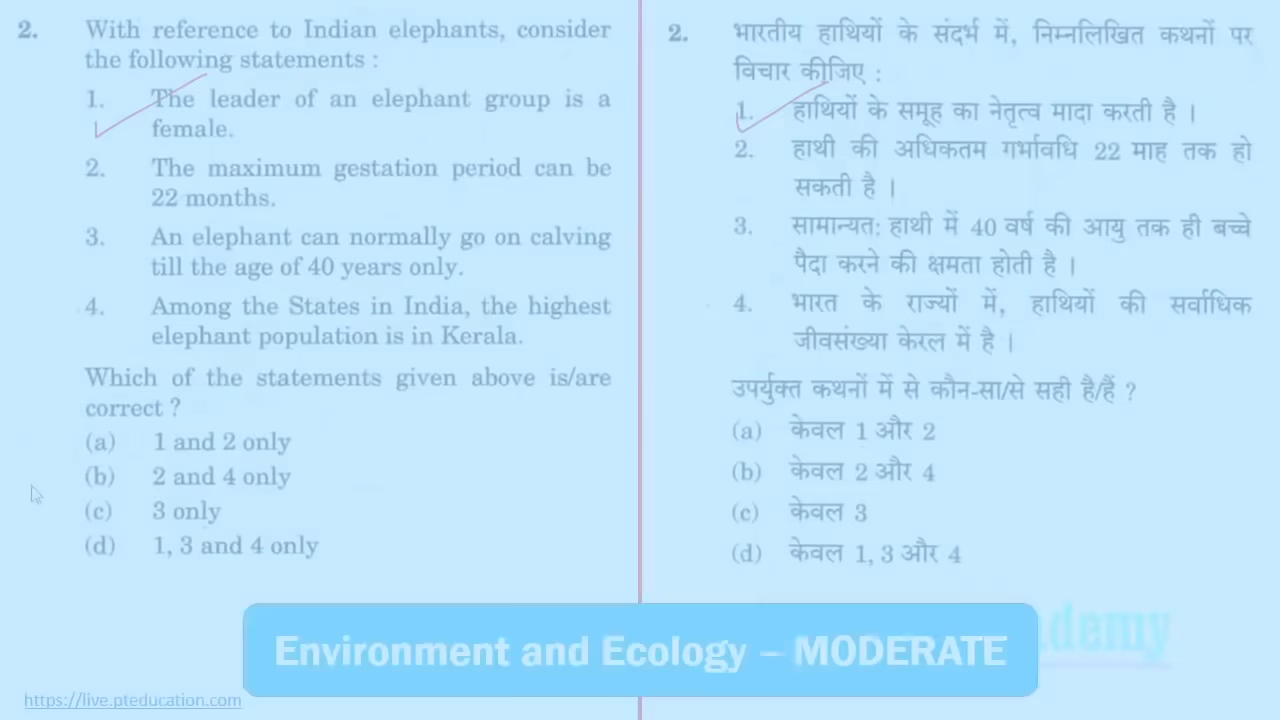 2. With reference to Indian elephants, consider
the following statements :
1. The leader of an elephant group is a
female.
2. The maximum gestation period can be
22 months.
3. An elephant can normally go on calving
till the age of 40 years only.
4. Among the States in India, the highest
elephant population is in Kerala.
Which of the statements given above is/are
correct ?
(a) 1 and 2 only
(b) 2 and 4 only
(c) 3 only
(d) 1, 3 and 4 only
2. भारतीय हाथियों के संदर्भ में, निम्नलिखित कथनों पर
विचार कीजिए :
1. हाथियों के समूह का नेतृत्व मादा करती है ।
2. हाथी की अधिकतम गर्भावधि 22 माह तक हो
सकती है ।
3. सामान्यत: हाथी में 40 वर्ष की आयु तक ही बच्चे
पैदा करने की क्षमता होती है ।
4. भारत के राज्यों में, हाथियों की सर्वाधिक
जीवसंख्या केरल में है ।
उपर्युक्त कथनों में से कौन-सा/से सही है/हैं ?
(a) केवल 1 और 2
(b) केवल 2 और 4
(c) केवल 3
(d) केवल 1, 3 और 4
Environment and Ecology – MODERATE
https://live.pteducation.com